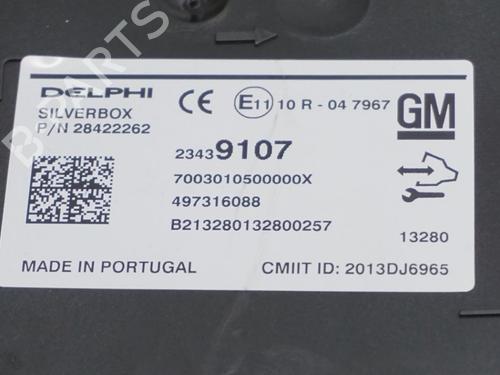 DELPHI
SILVERBOX
P/N 28422262
CE
E11 10 R - 04 7967
GM
23439107
7003010500000X
497316088
B213280132800257
13280
MADE IN PORTUGAL
CMIIT ID: 2013DJ6965
B PARTS